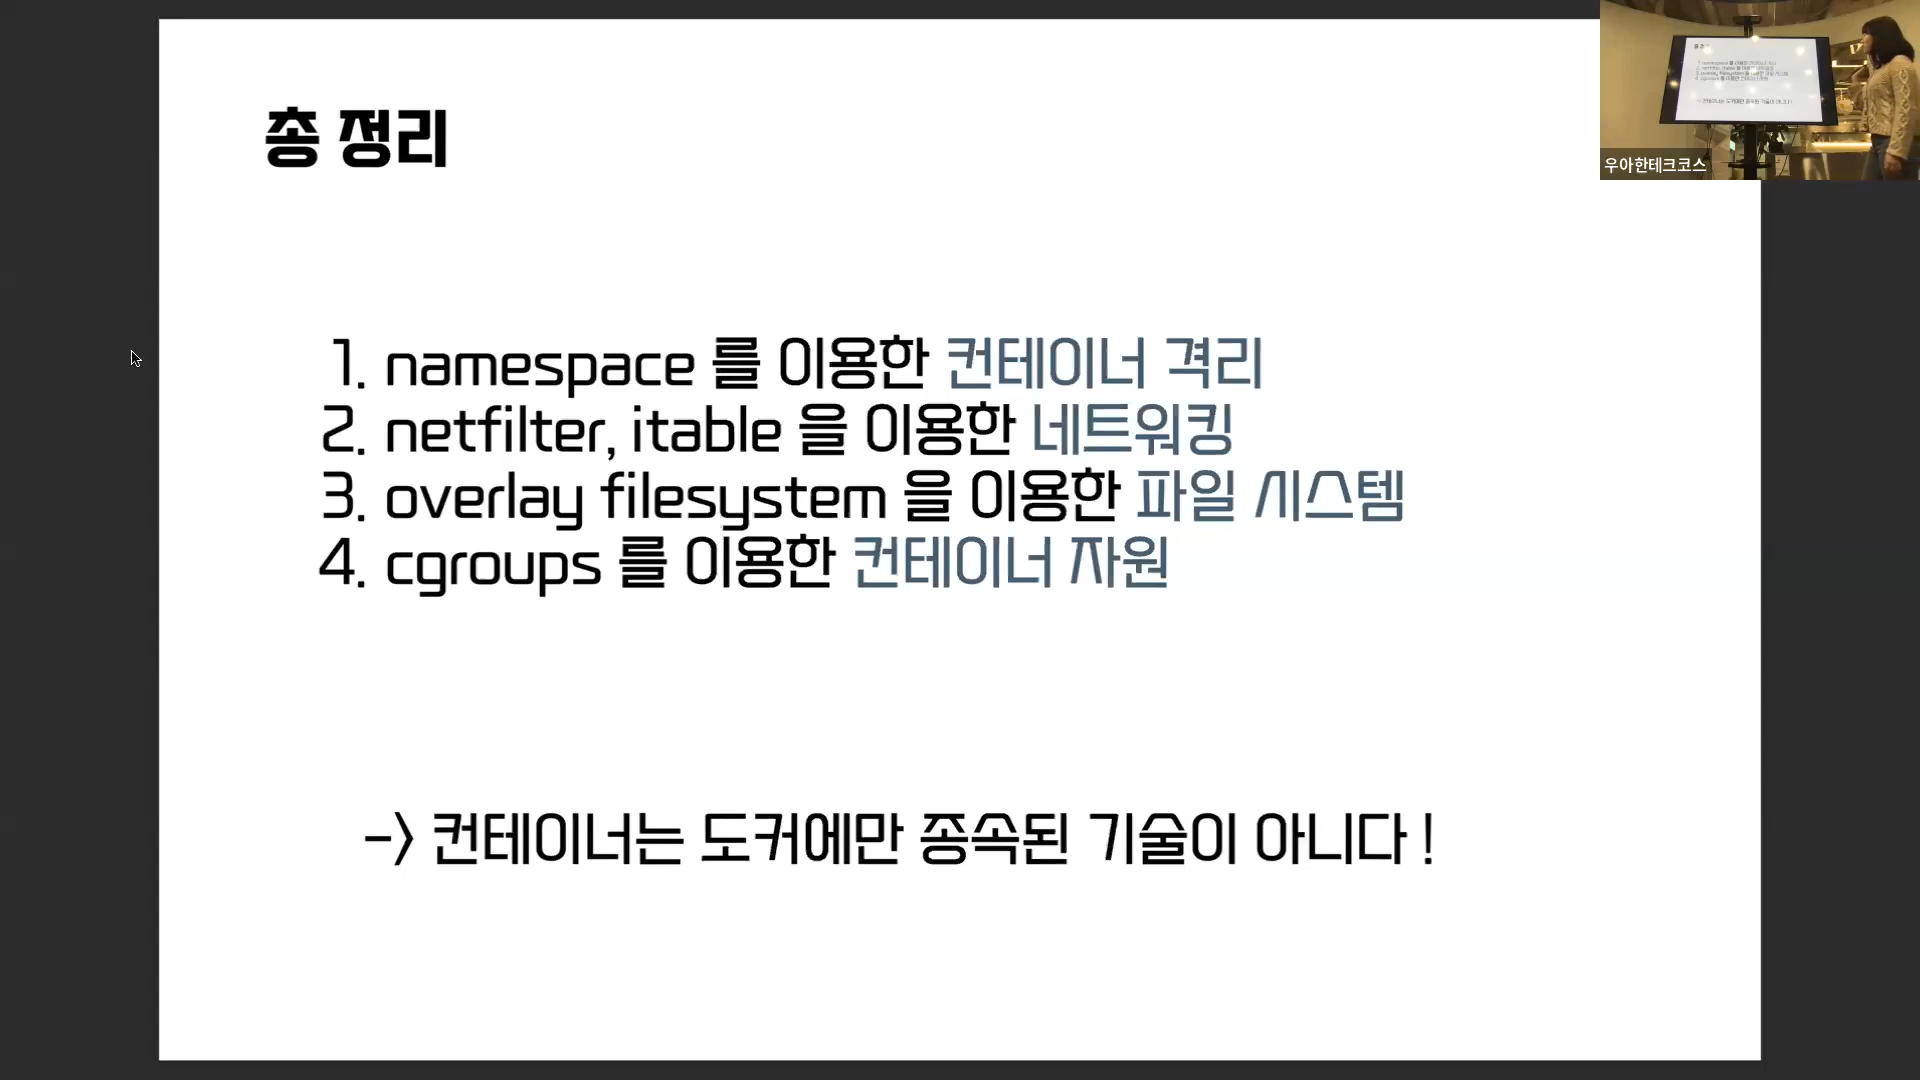 총 정리
우아한테크코스
1. namespace 를 이용한 컨테이너 격리
2. netfilter, itable 을 이용한 네트워킹
3. overlay filesystem 을 이용한 파일 시스템
4. cgroups 를 이용한 컨테이너 자원
-> 컨테이너는 도커에만 종속된 기술이 아니다 !